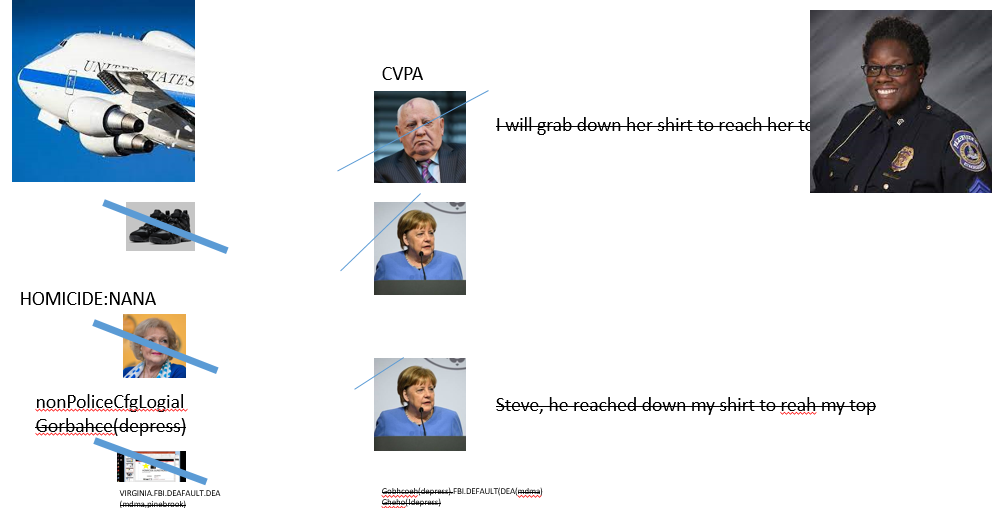 UNITED STATES
CVPA
I will grab down her shirt to reach her to
HOMICIDE:NANA
nonPoliceCfgLogial
Gorbahce(depress)
Steve, he reached down my shirt to reah my top
VIRGINIA.FBI.DEAFAULT.DEA
(mdma,pinebrook)
Gobhcoeh(depress).FBI.DEFAULT(DEA(mdma)
Gheho(!depress)